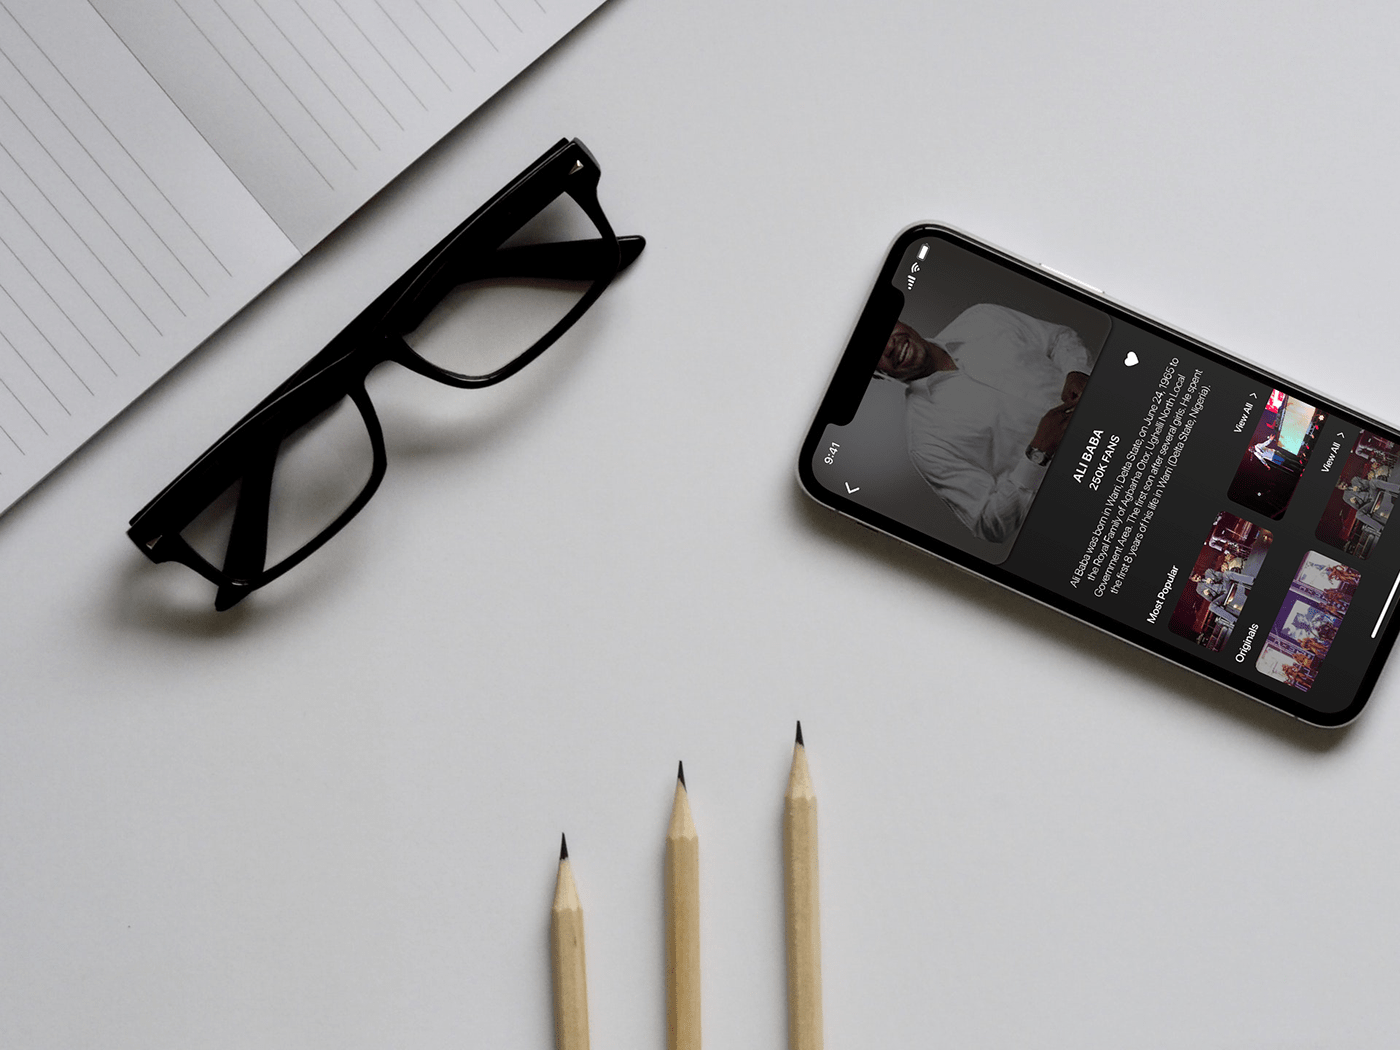 9:41
ALI BABA
250K FANS
Ali Baba was born in Warri, Delta State, on June 24, 1965 to
the Royal Family of Agbarha Otor, Ughelli North Local
Government Area. The first son after several girls. He spent
the first 8 years of his life in Warri (Delta State, Nigeria).
Most Popular View All
Originals View All